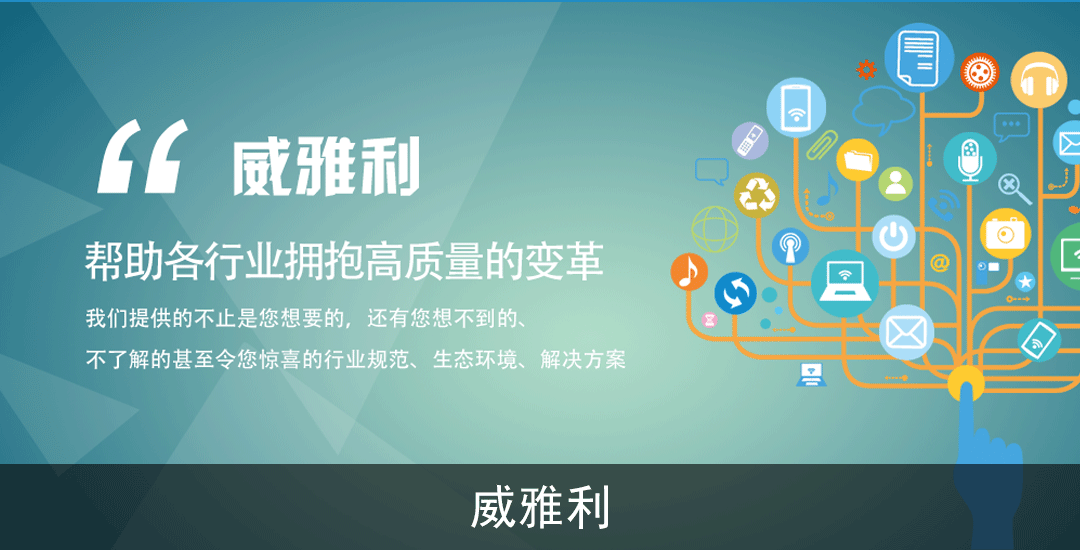 “ 威雅利
帮助各行业拥抱高质量的变革
我们提供的不止是您想要的，还有您想不到的、
不了解的甚至令您惊喜的行业规范、生态环境、解决方案
@
威雅利